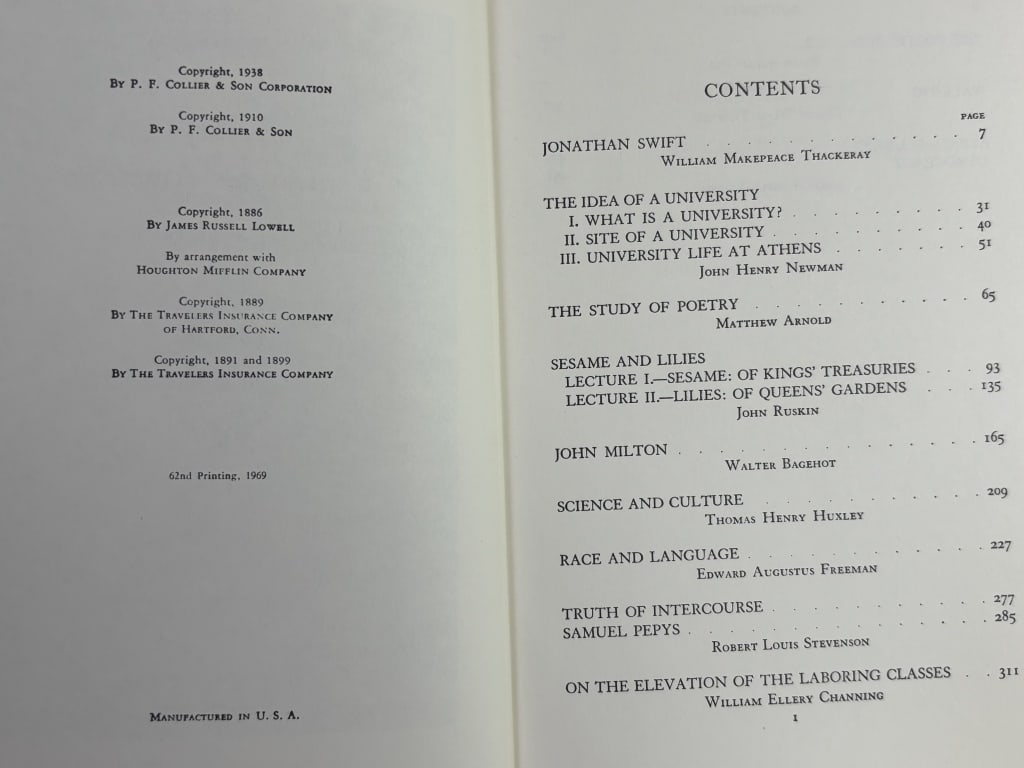 Copyright, 1938
By P. F. Collier & Son Corporation
Copyright, 1910
By P. F. Collier & Son
Copyright, 1886
By James Russell Lowell
By arrangement with
Houghton Mifflin Company
Copyright, 1889
By The Travelers Insurance Company
of Hartford, Conn.
Copyright, 1891 and 1899
By The Travelers Insurance Company
62nd Printing, 1969
Manufactured in U. S. A.
CONTENTS
PAGE
JONATHAN SWIFT . . . . . . . . . . . . 7
William Makepeace Thackeray
THE IDEA OF A UNIVERSITY
I. WHAT IS A UNIVERSITY? . . . . . . . . . 31
II. SITE OF A UNIVERSITY . . . . . . . . . . 40
III. UNIVERSITY LIFE AT ATHENS . . . . . . . 51
John Henry Newman
THE STUDY OF POETRY . . . . . . . . . . . 65
Matthew Arnold
SESAME AND LILIES
LECTURE I.—SESAME: OF KINGS' TREASURIES . . . 93
LECTURE II.—LILIES: OF QUEENS' GARDENS . . . 135
John Ruskin
JOHN MILTON . . . . . . . . . . . . . 165
Walter Bagehot
SCIENCE AND CULTURE . . . . . . . . . . 209
Thomas Henry Huxley
RACE AND LANGUAGE . . . . . . . . . . . 227
Edward Augustus Freeman
TRUTH OF INTERCOURSE . . . . . . . . . . 277
SAMUEL PEPYS . . . . . . . . . . . . . 285
Robert Louis Stevenson
ON THE ELEVATION OF THE LABORING CLASSES . . 311
William Ellery Channing
1